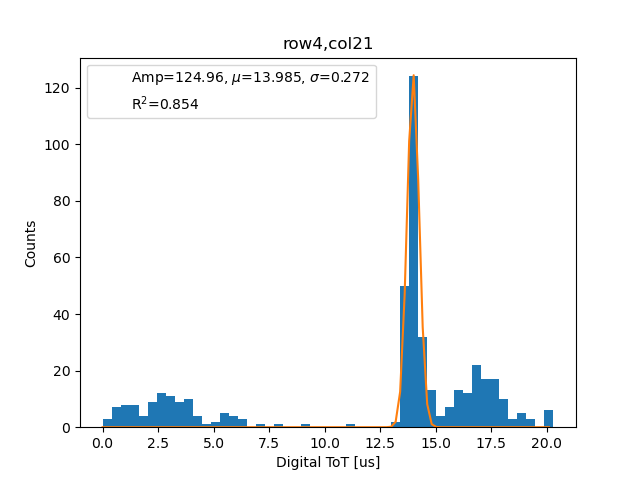 row4,col21
Amp=124.96, μ=13.985, σ=0.272
R²=0.854
120
100
80
60
40
20
0
Counts
0.0 2.5 5.0 7.5 10.0 12.5 15.0 17.5 20.0
Digital ToT [us]